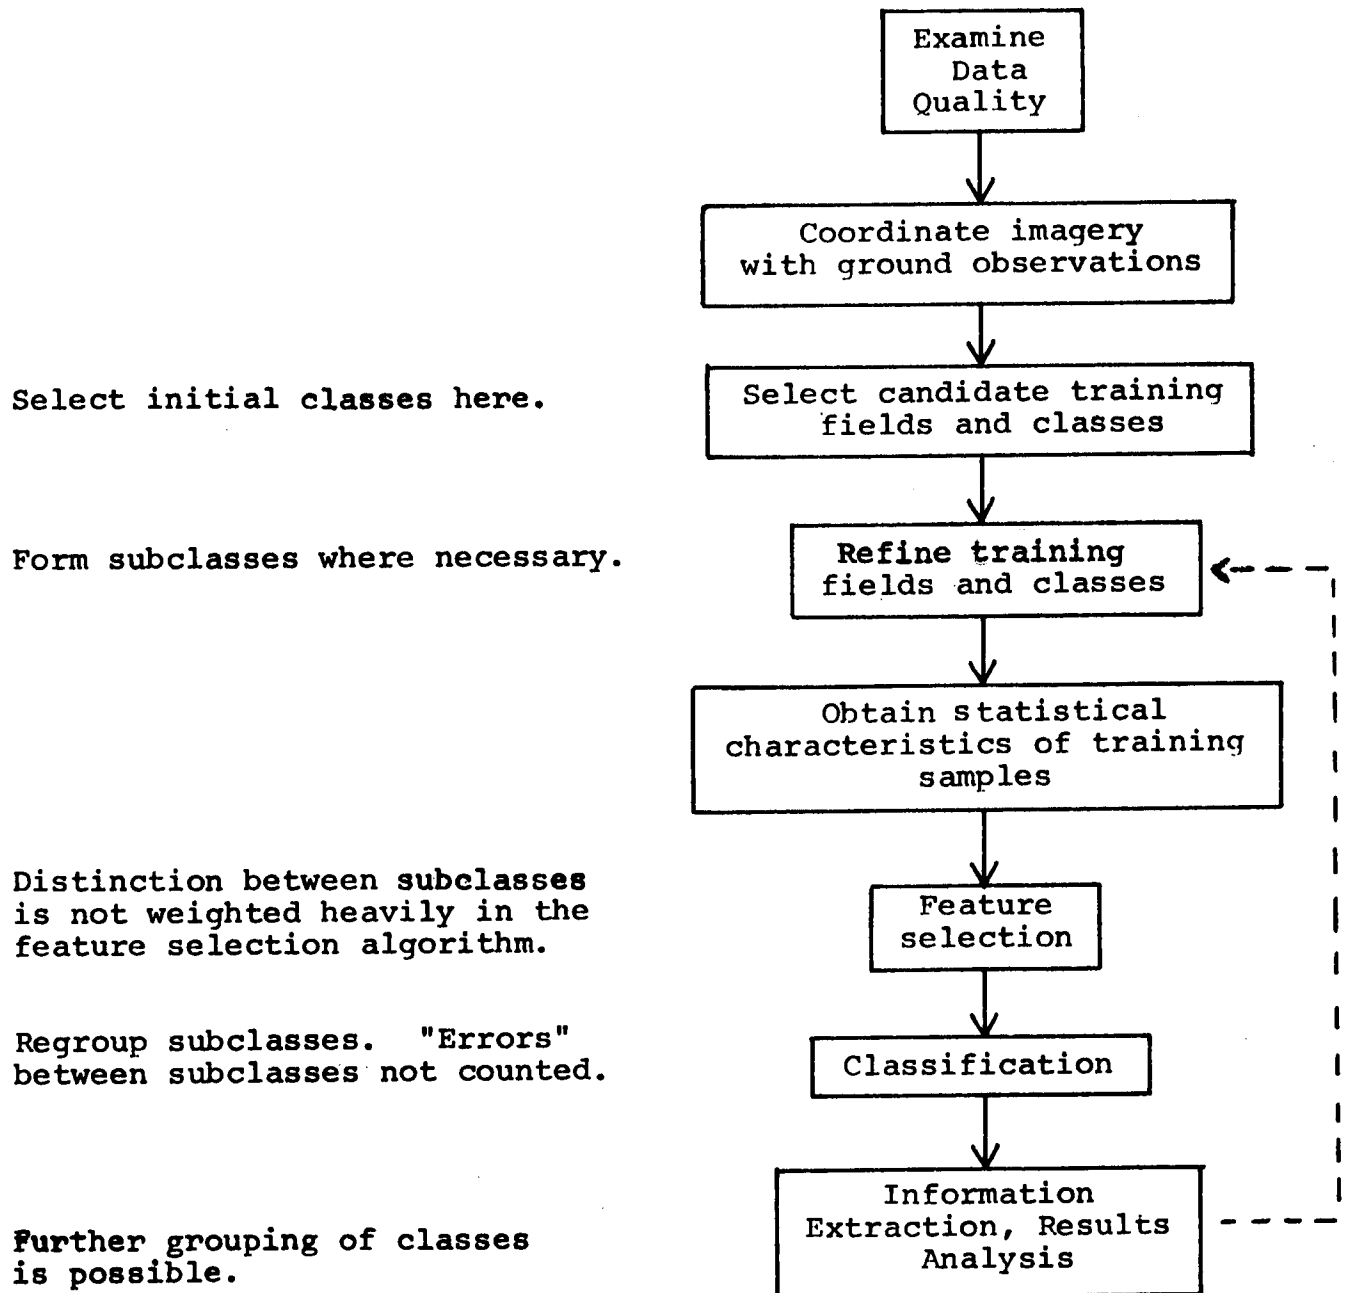 Examine
Data
Quality
Coordinate imagery
with ground observations
Select initial classes here.
Select candidate training
fields and classes
Form subclasses where necessary.
Refine training
fields and classes
Obtain statistical
characteristics of training
samples
Distinction between subclasses
is not weighted heavily in the
feature selection algorithm.
Feature
selection
Regroup subclasses. "Errors"
between subclasses not counted.
Classification
Further grouping of classes
is possible.
Information
Extraction, Results
Analysis